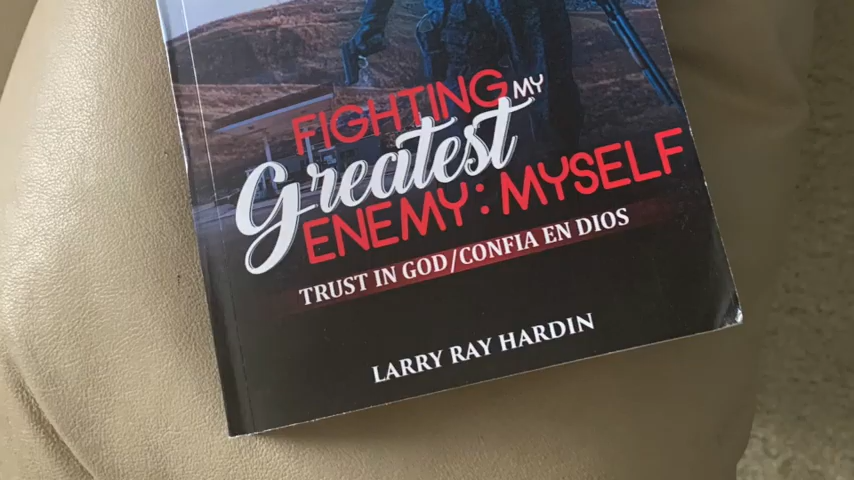 FIGHTING MY
Greatest
ENEMY: MYSELF
TRUST IN GOD/CONFIA EN DIOS
LARRY RAY HARDIN